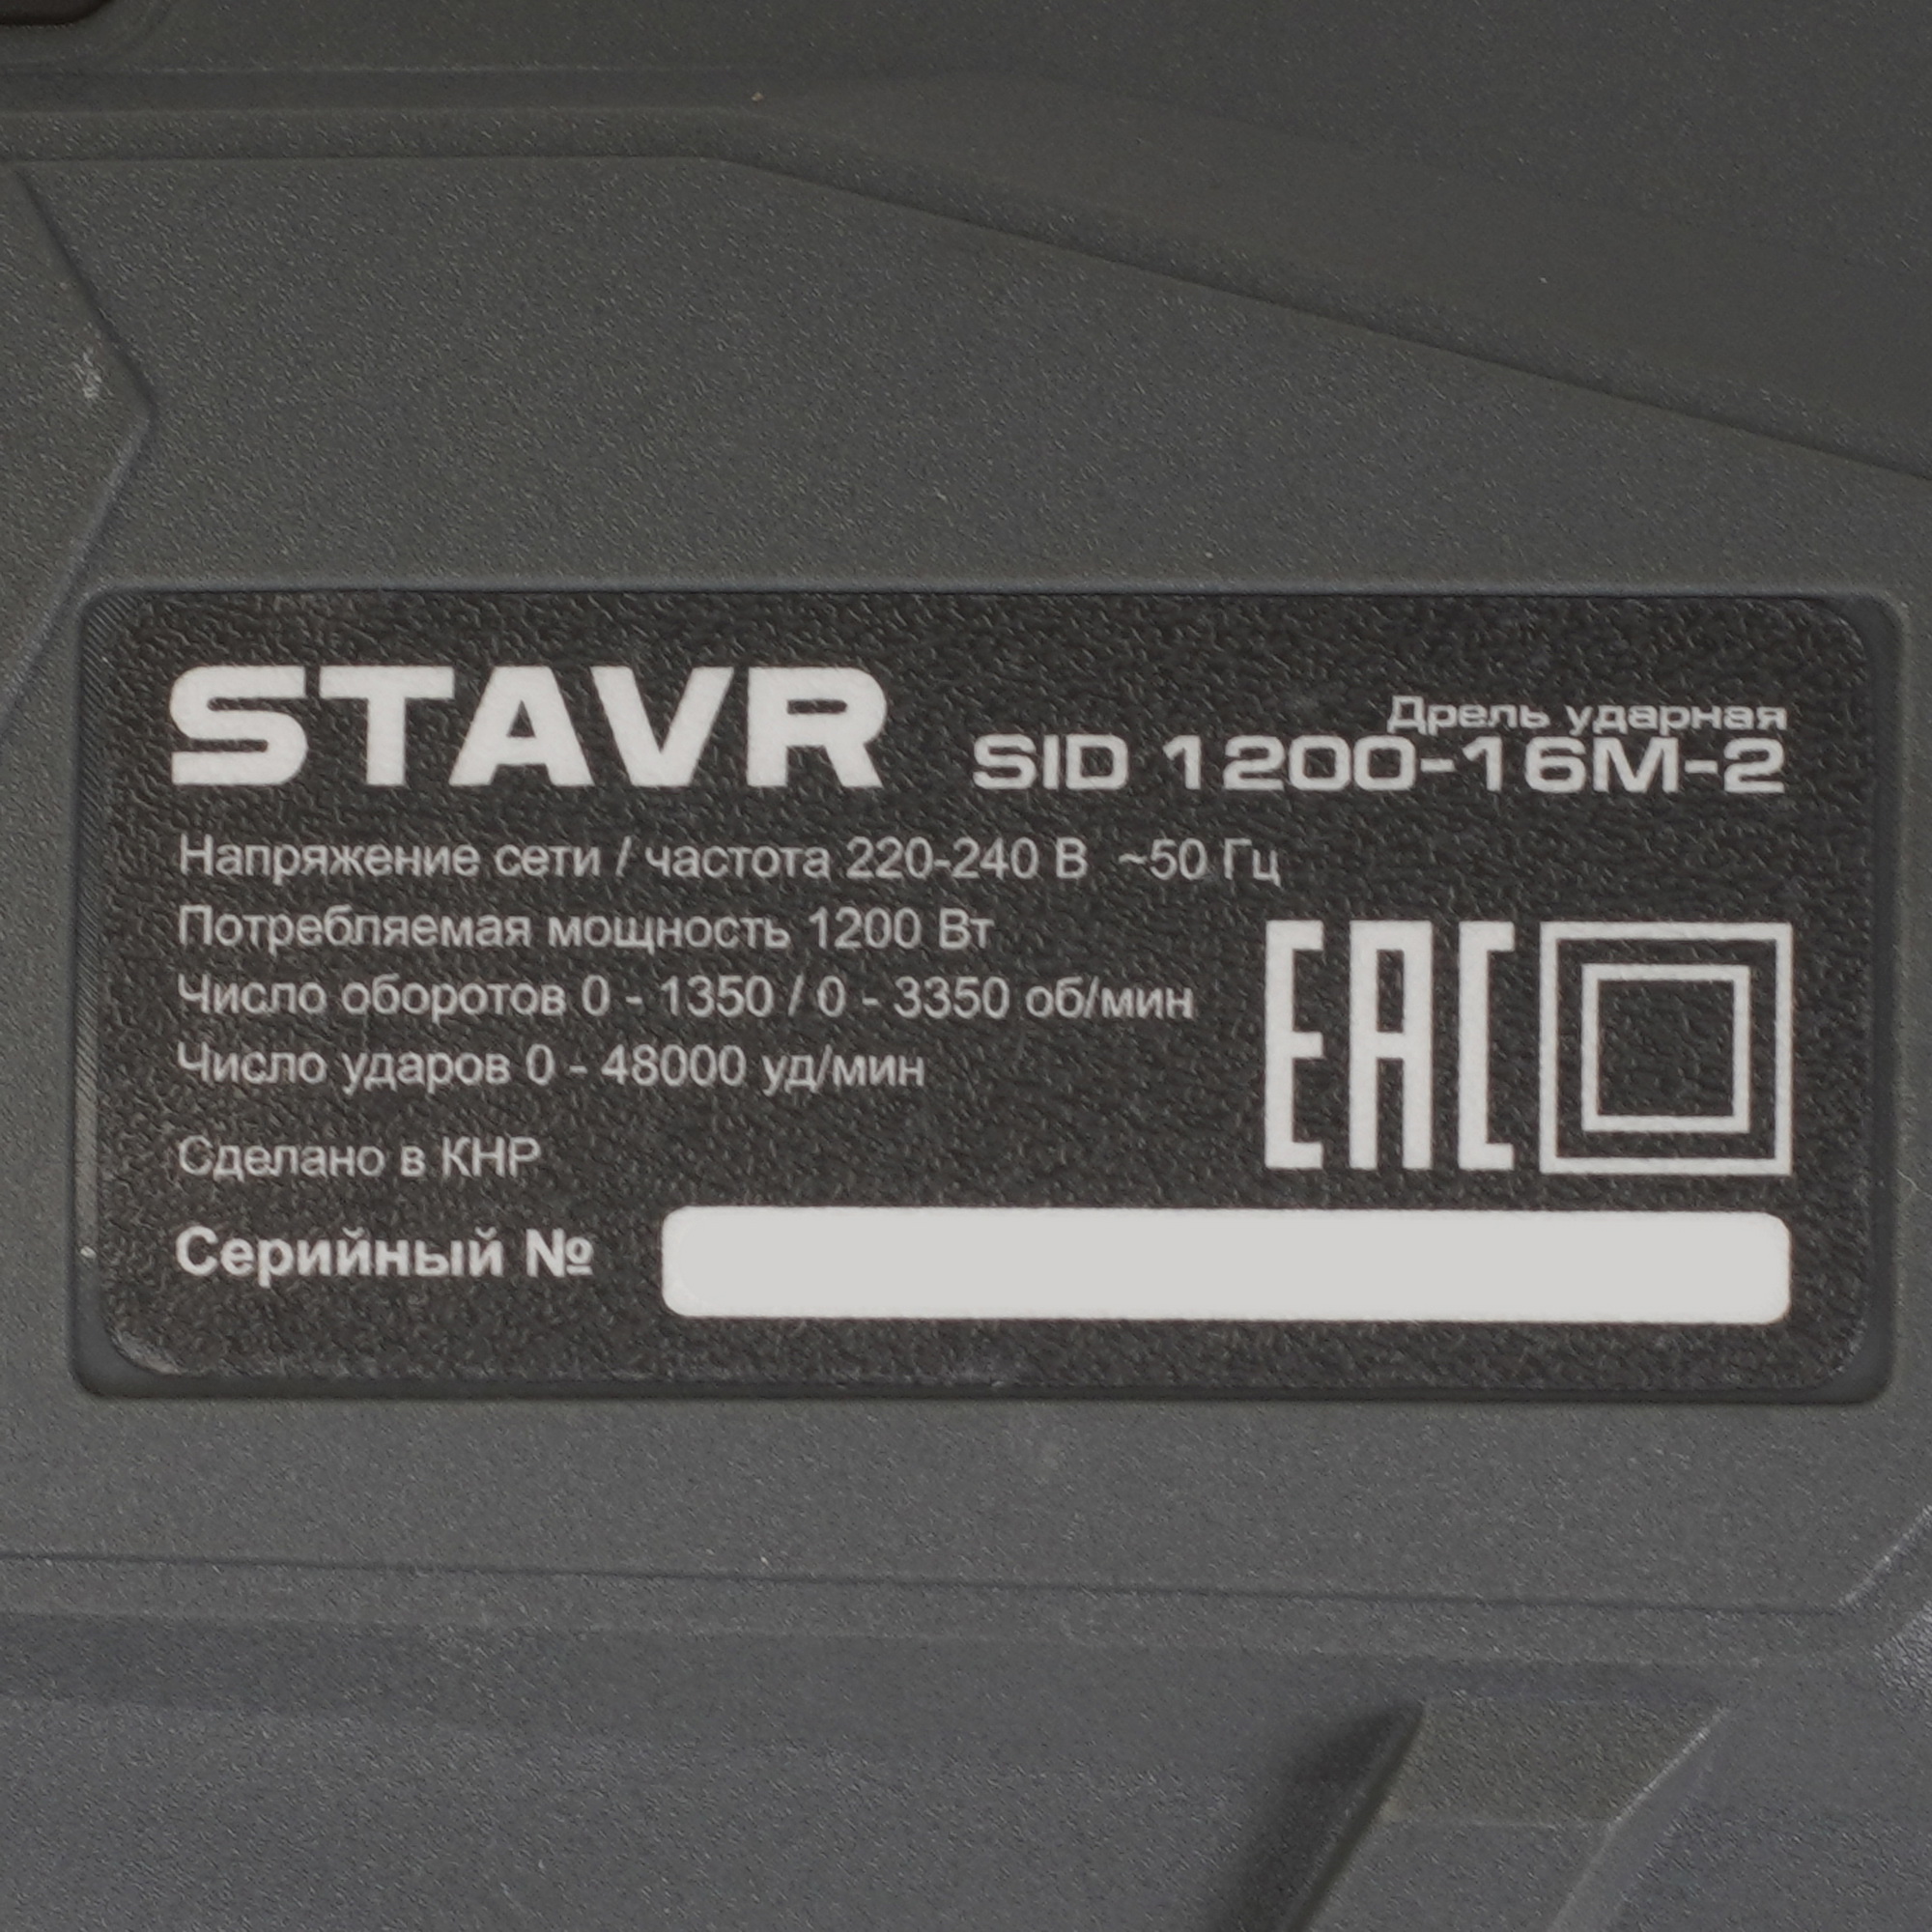 STAVR
Дрель ударная
SID 1200-16М-2
Напряжение сети / частота 220-240 В ~50 Гц
Потребляемая мощность 1200 Вт
Число оборотов 0 - 1350 / 0 - 3350 об/мин
Число ударов 0 - 48000 уд/мин
EAC
Сделано в КНР
Серийный №